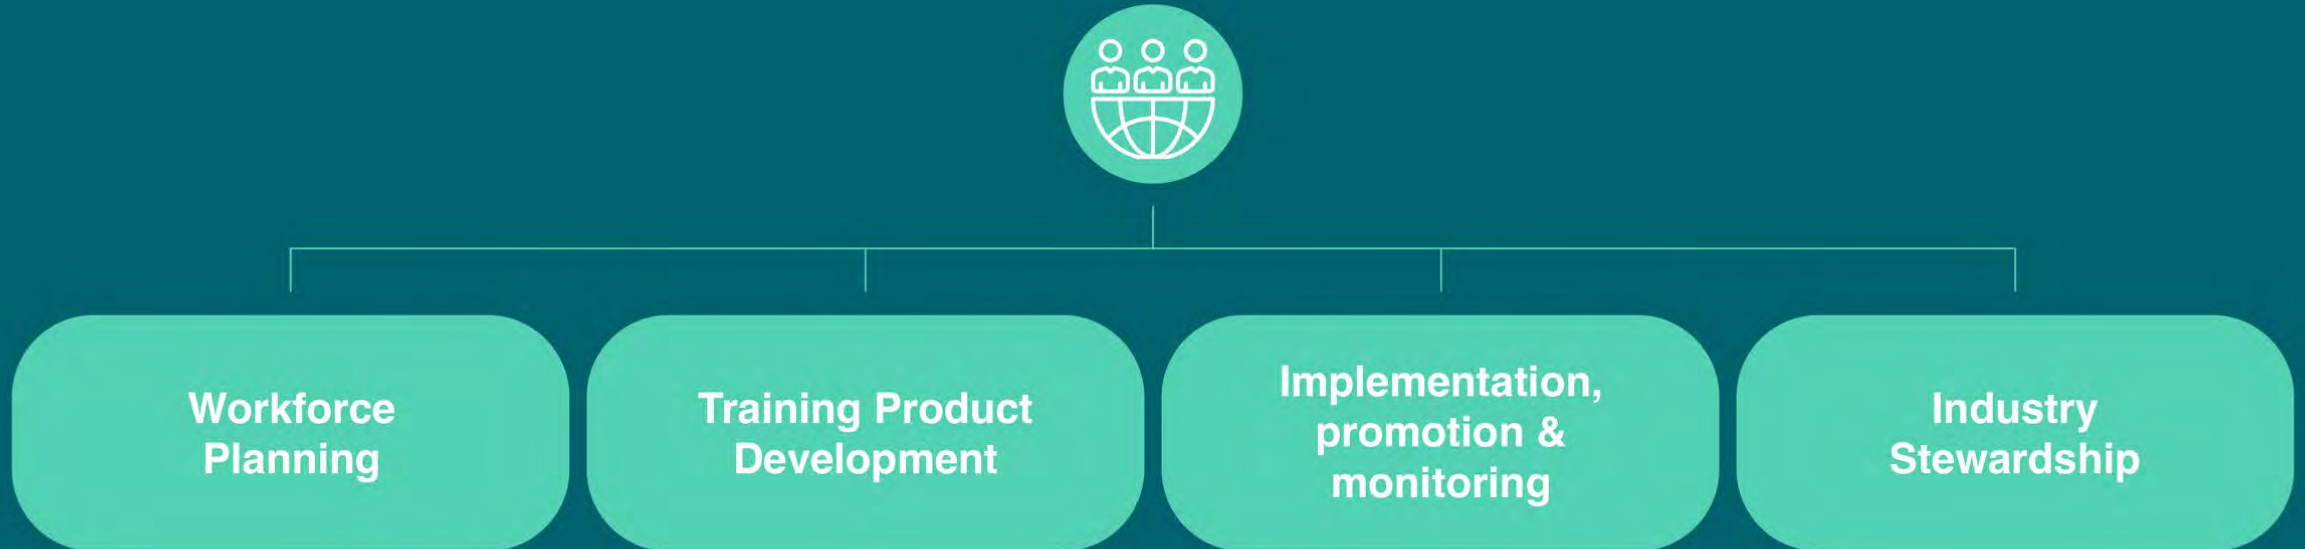 Workforce
Planning
Training Product
Development
Implementation,
promotion &
monitoring
Industry
Stewardship